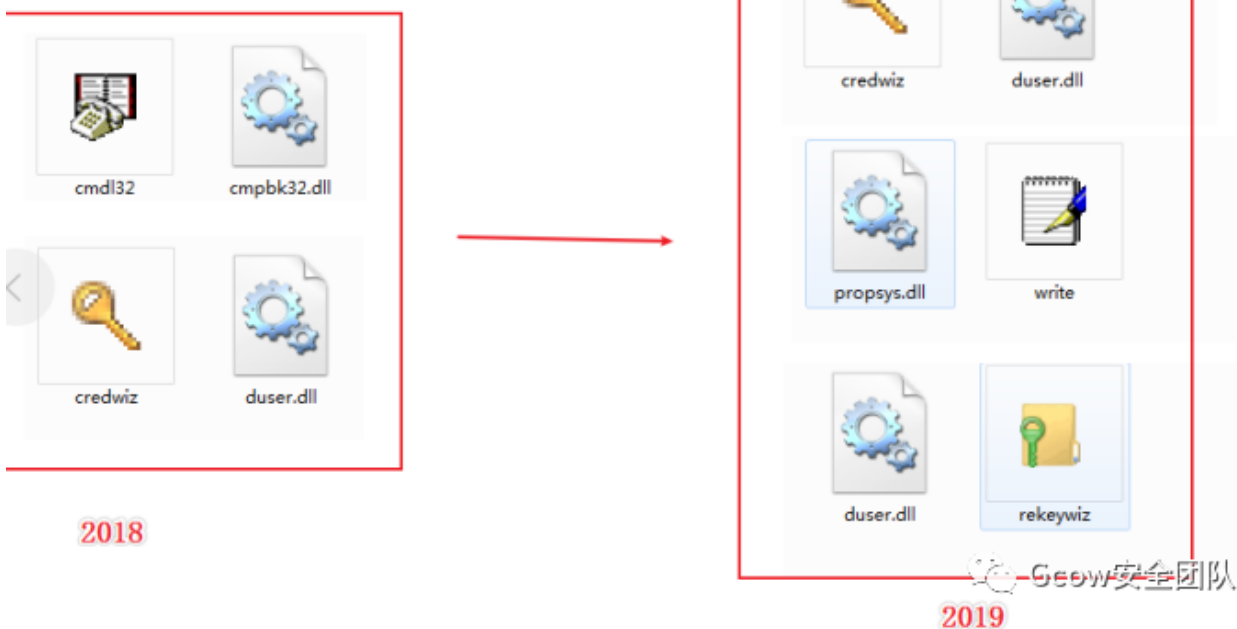 cmdl32
cmpbk32.dll
credwiz
duser.dll
2018
credwiz
duser.dll
propsys.dll
write
duser.dll
rekeywiz
Gcow安全团队
2019